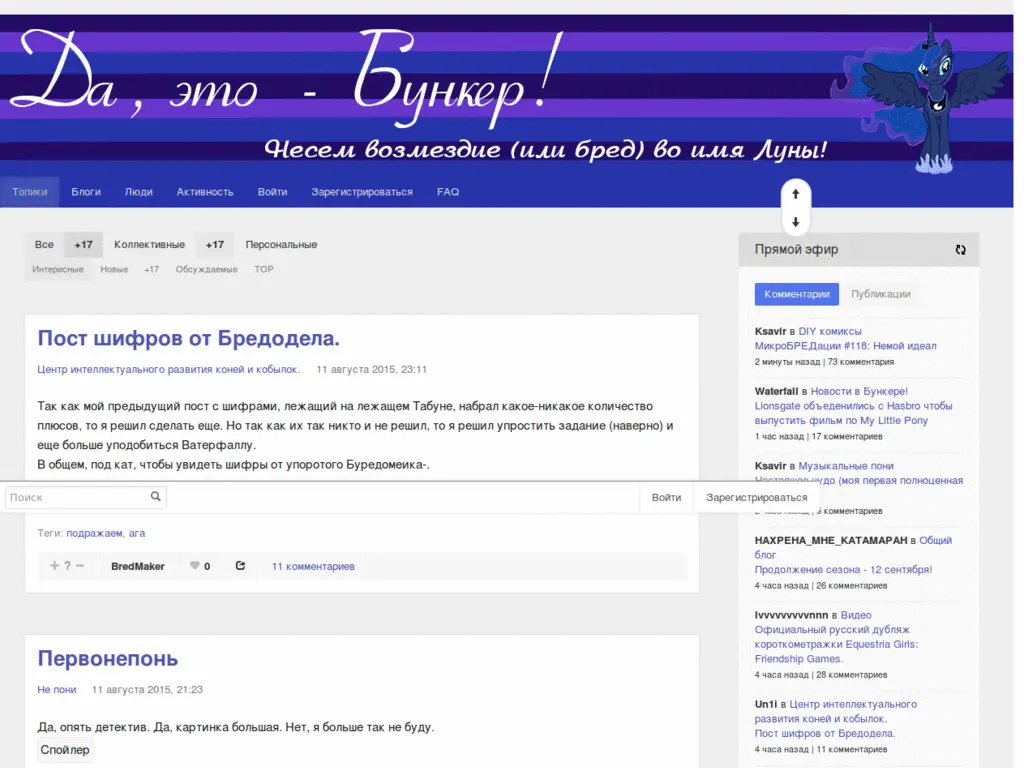 Да, это - Бункер!
Несем возмездие (или бред) во имя Луны!
Топики Блоги Люди Активность Войти Зарегистрироваться FAQ
Все +17 Коллективные +17 Персональные
Интересные Новые +17 Обсуждаемые TOP
Пост шифров от Бредодела.
Центр интеллектуального развития коней и кобылок. 11 августа 2015, 23:11
Так как мой предыдущий пост с шифрами, лежащий на лежащем Табуне, набрал какое-никакое количество
плюсов, то я решил сделать еще. Но так как их так никто и не решил, то я решил упростить задание (наверно) и
еще больше уподобиться Ватерфаллу.
В общем, под кат, чтобы увидеть шифры от упоротого Буредомеика-.
Поиск
Войти Зарегистрироваться
Теги: подражаем, ага
+ ? − BredMaker 0 11 комментариев
Первонепонь
Не пони 11 августа 2015, 21:23
Да, опять детектив. Да, картинка большая. Нет, я больше так не буду.
Спойлер
Прямой эфир
Комментарии Публикации
Ksavir в DIY комиксы
МикроБРЕДации #118: Немой идеал
2 минуты назад | 73 комментария
Waterfall в Новости в Бункере!
Lionsgate объеденились с Hasbro чтобы
выпустить фильм по My Little Pony
1 час назад | 17 комментариев
Ksavir в Музыкальные пони
чудо (моя первая полноценная
комментариев
НАХРЕНА_МНЕ_КАТАМАРАН в Общий
блог
Продолжение сезона - 12 сентября!
4 часа назад | 26 комментариев
lvvvvvvvvvnnn в Видео
Официальный русский дубляж
короткометражки Equestria Girls:
Friendship Games.
4 часа назад | 28 комментариев
Un1i в Центр интеллектуального
развития коней и кобылок.
Пост шифров от Бредодела.
4 часа назад | 11 комментариев